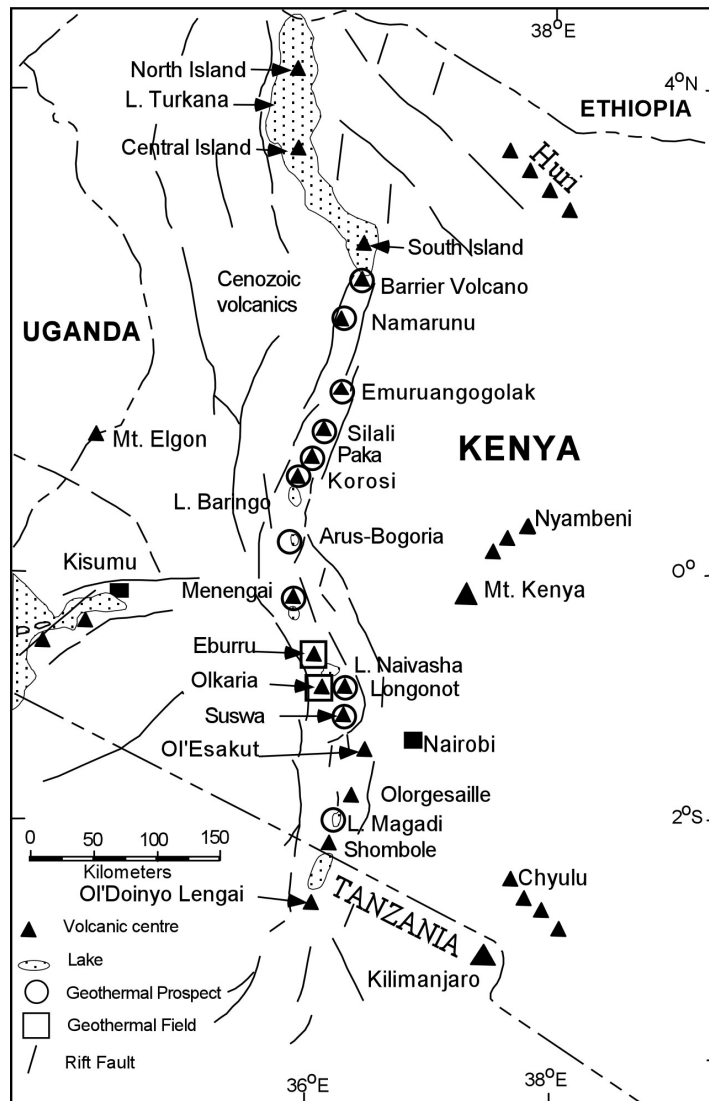 38°E
4°N
North Island
L. Turkana
ETHIOPIA
Central Island
Huri
South Island
Cenozoic
volcanics
Barrier Volcano
Namarunu
UGANDA
Emuruangogolak
Silali
Mt. Elgon
KENYA
Paka
Korosi
L. Baringo
Nyambeni
Arus-Bogoria
Kisumu
0°
Menengai
Mt. Kenya
Eburru
L. Naivasha
Olkaria
Longonot
Suswa
Ol'Esakut
Nairobi
Olorgesaille
L. Magadi
2°S
0 50 100 150
Shombole
Kilometers
Chyulu
Ol'Doinyo Lengai
TANZANIA
Volcanic centre
Lake
Kilimanjaro
Geothermal Prospect
Geothermal Field
Rift Fault
36°E
38°E